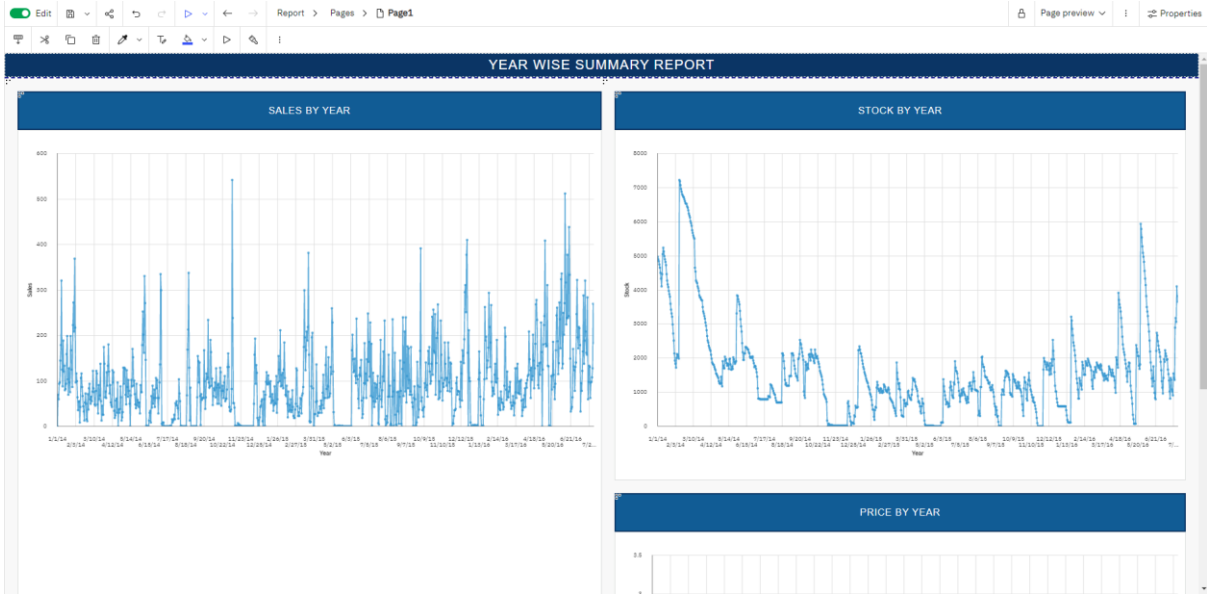 Edit
Report > Pages > Page1
Page preview
Properties
YEAR WISE SUMMARY REPORT
SALES BY YEAR
600
500
400
300
200
100
0
Sales
1/1/14 3/10/14 5/14/14 7/17/14 9/20/14 11/23/14 1/26/15 3/31/15 6/3/15 8/6/15 10/9/15 12/12/15 2/14/16 4/18/16 6/21/16
2/5/14 4/12/14 6/15/14 8/18/14 10/22/14 12/25/14 2/27/15 5/2/15 7/5/15 9/7/15 11/10/15 1/13/16 3/17/16 5/20/16 7/2...
Year
STOCK BY YEAR
8000
7000
6000
5000
4000
3000
2000
1000
0
Stock
1/1/14 3/10/14 5/14/14 7/17/14 9/20/14 11/23/14 1/26/15 3/31/15 6/3/15 8/6/15 10/9/15 12/12/15 2/14/16 4/18/16 6/21/16
2/5/14 4/12/14 6/15/14 8/18/14 10/22/14 12/25/14 2/27/15 5/2/15 7/5/15 9/7/15 11/10/15 1/13/16 3/17/16 5/20/16 7/...
Year
PRICE BY YEAR
3.5